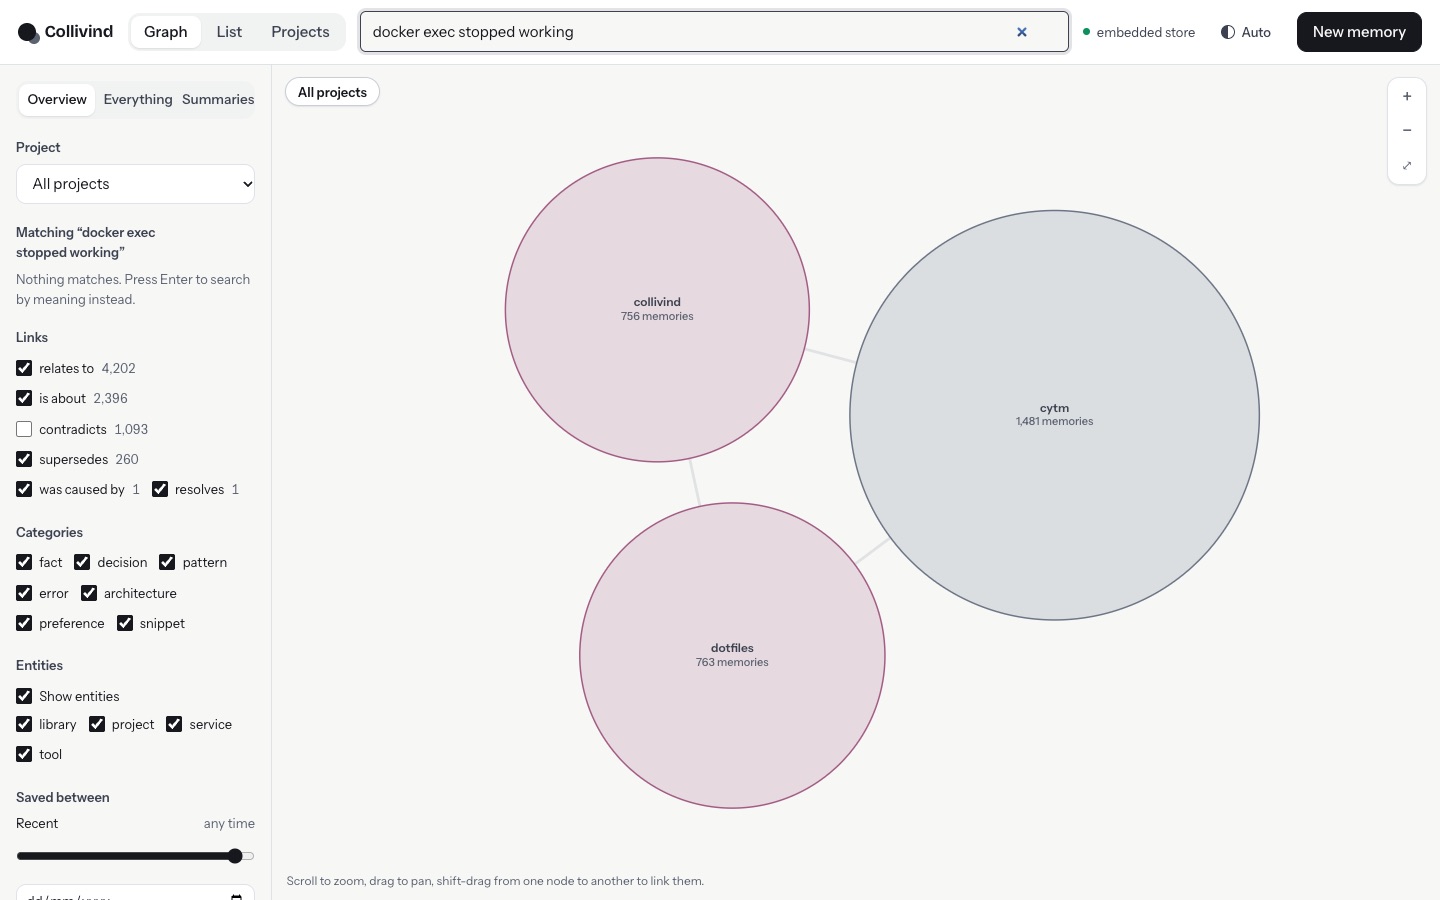 Collivind
Graph
List
Projects
docker exec stopped working
embedded store
Auto
New memory
Overview
Everything
Summaries
Project
All projects
Matching “docker exec
stopped working”
Nothing matches. Press Enter to search
by meaning instead.
Links
relates to 4,202
is about 2,396
contradicts 1,093
supersedes 260
was caused by 1 resolves 1
Categories
fact decision pattern
error architecture
preference snippet
Entities
Show entities
library project service
tool
Saved between
Recent any time
dd/mm/yyyy
All projects
collivind
756 memories
cytm
1,481 memories
dotfiles
763 memories
Scroll to zoom, drag to pan, shift-drag from one node to another to link them.